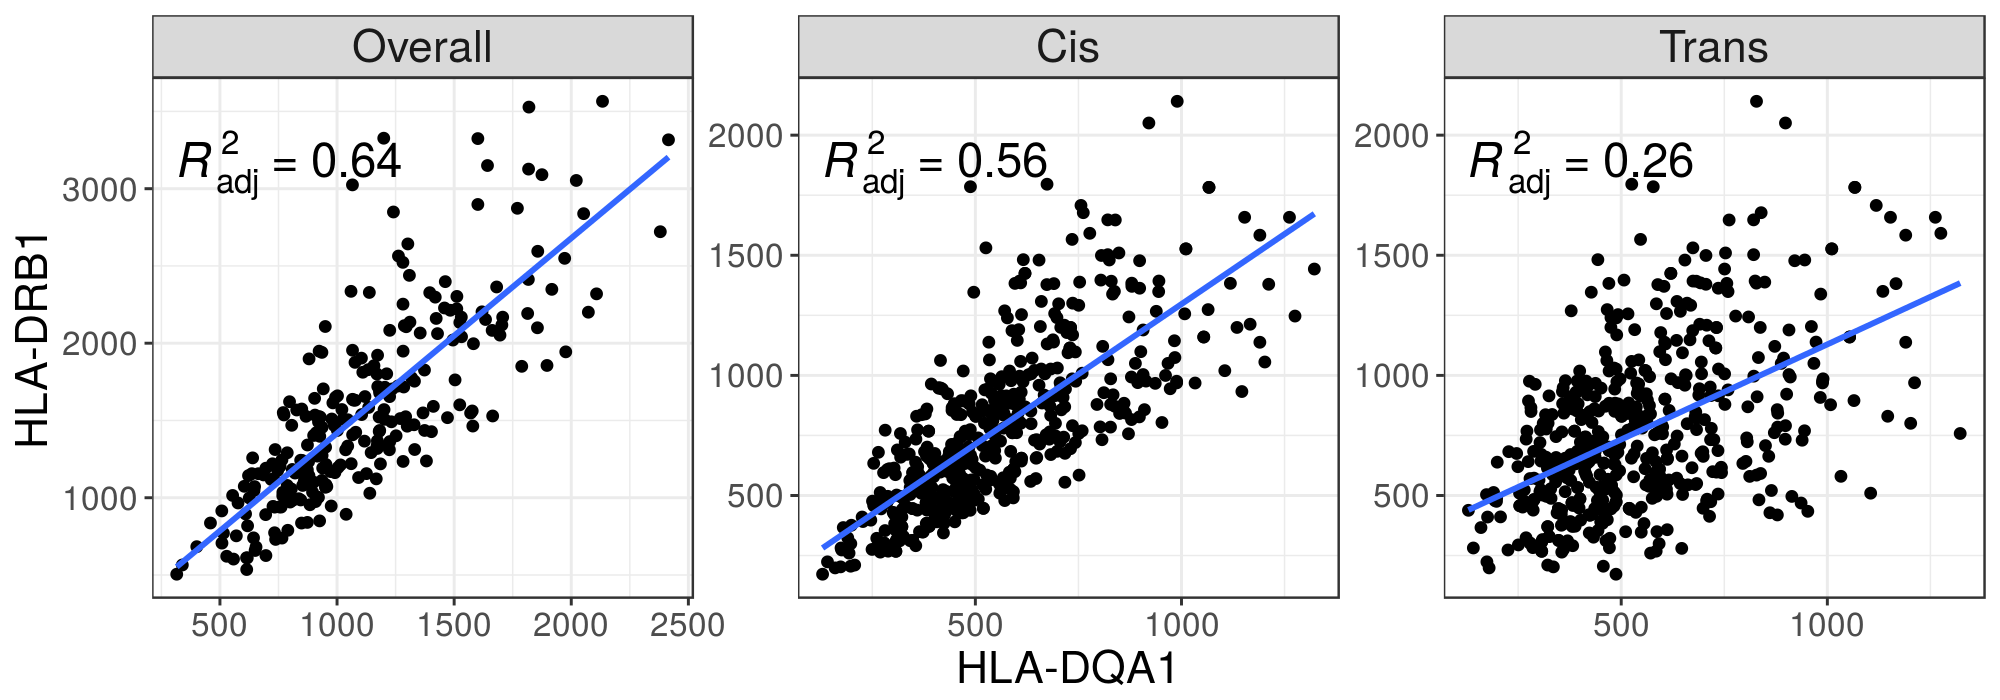 Overall
Cis
Trans
R²adj = 0.64
R²adj = 0.56
R²adj = 0.26
HLA-DRB1
3000
2000
1000
2000
1500
1000
500
2000
1500
1000
500
500 1000 1500 2000 2500
500 1000
500 1000
HLA-DQA1